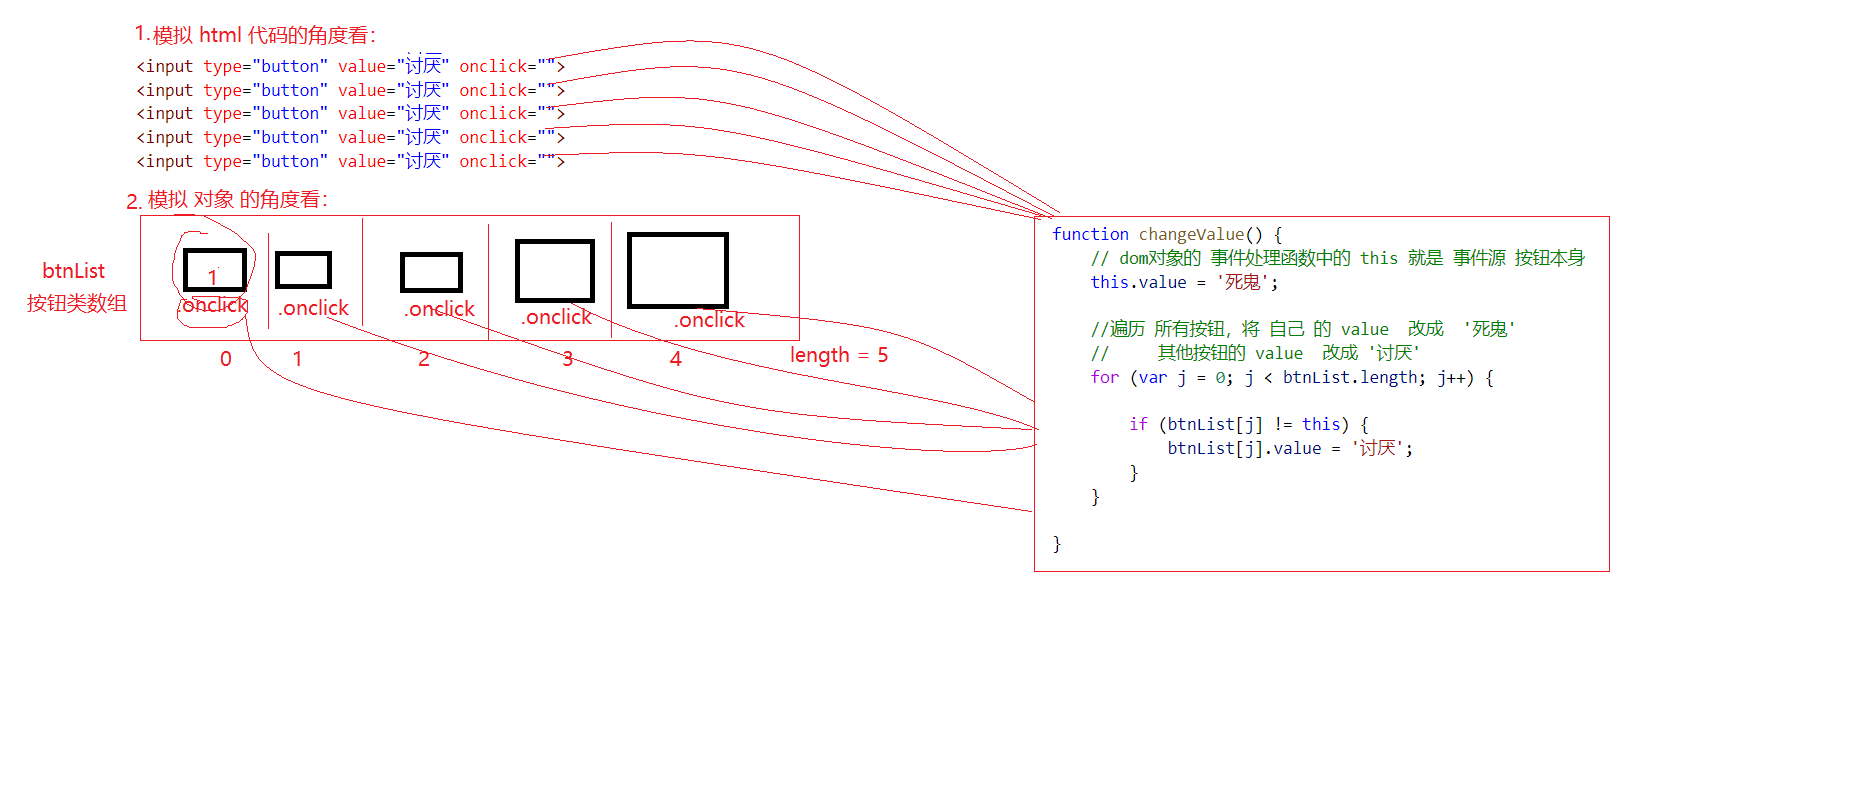 1.模拟 html 代码的角度看:
<input type="button" value="讨厌" onclick="">
<input type="button" value="讨厌" onclick="">
<input type="button" value="讨厌" onclick="">
<input type="button" value="讨厌" onclick="">
<input type="button" value="讨厌" onclick="">
2. 模拟 对象 的角度看:
btnList
按钮类数组
1
.onclick .onclick .onclick .onclick .onclick
0 1 2 3 4 length = 5
function changeValue() {
// dom对象的 事件处理函数中的 this 就是 事件源 按钮本身
this.value = '死鬼';
//遍历 所有按钮，将 自己 的 value 改成 '死鬼'
// 其他按钮的 value 改成 '讨厌'
for (var j = 0; j < btnList.length; j++) {
if (btnList[j] != this) {
btnList[j].value = '讨厌';
}
}
}